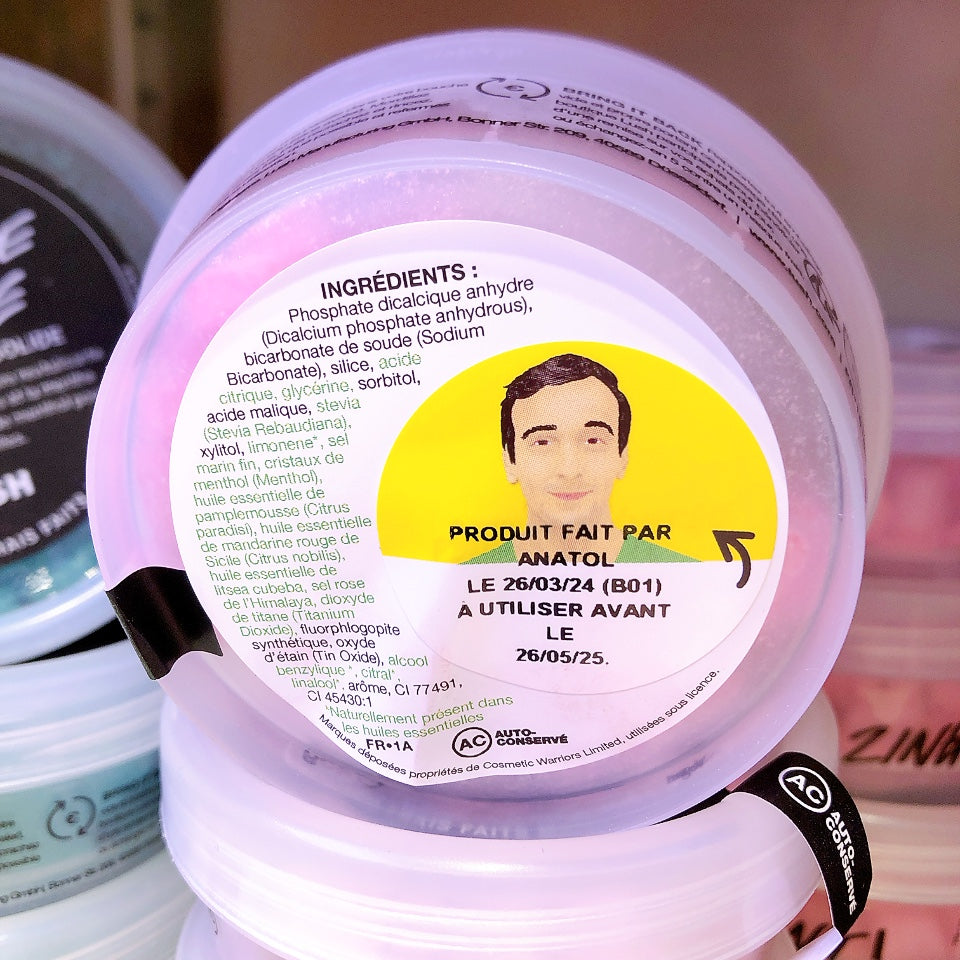 BRING IT BACK
Bonner Str. 209, 40589
INGRÉDIENTS :
Phosphate dicalcique anhydre
(Dicalcium phosphate anhydrous),
bicarbonate de soude (Sodium
Bicarbonate), silice, acide
citrique, glycérine, sorbitol,
acide malique, stevia
(Stevia Rebaudiana),
xylitol, limonene*, sel
marin fin, cristaux de
menthol (Menthol),
huile essentielle de
pamplemousse (Citrus
paradisi), huile essentielle
de mandarine rouge de
Sicile (Citrus nobilis),
huile essentielle de
litsea cubeba, sel rose
de l'Himalaya, dioxyde
de titane (Titanium
Dioxide), fluorphlogopite
synthétique, oxyde
d'étain (Tin Oxide), alcool
benzylique *, citral*,
linalool*, arôme, CI 77491,
CI 45430:1
*Naturellement présent dans
les huiles essentielles
FR•1A
AC AUTO-
CONSERVÉ
Marques déposées propriétés de Cosmetic Warriors Limited, utilisées sous licence.
PRODUIT FAIT PAR
ANATOL
LE 26/03/24 (B01)
À UTILISER AVANT
LE
26/05/25.
AC AUTO-
CONSERVÉ